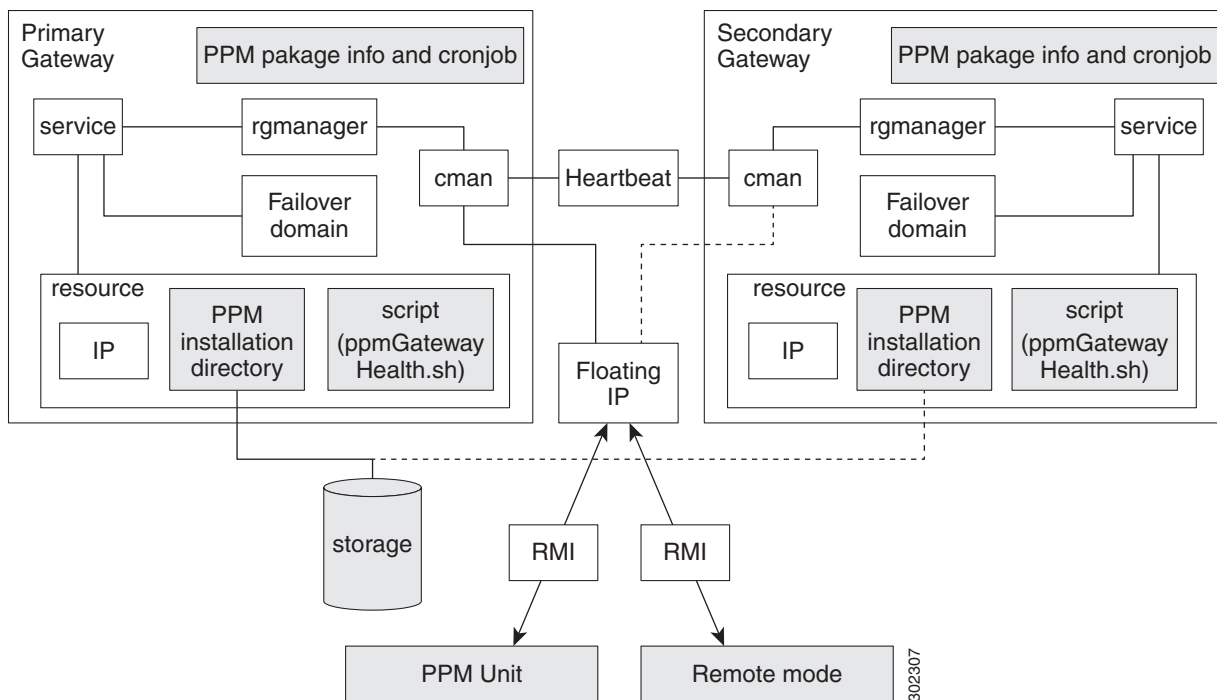 Primary
Gateway
PPM pakage info and cronjob
service
rgmanager
cman
Failover
domain
resource
IP
PPM
installation
directory
script
(ppmGateway
Health.sh)
Heartbeat
Secondary
Gateway
PPM pakage info and cronjob
cman
rgmanager
service
Failover
domain
resource
IP
PPM
installation
directory
script
(ppmGateway
Health.sh)
Floating
IP
storage
RMI
RMI
PPM Unit
Remote mode
302307